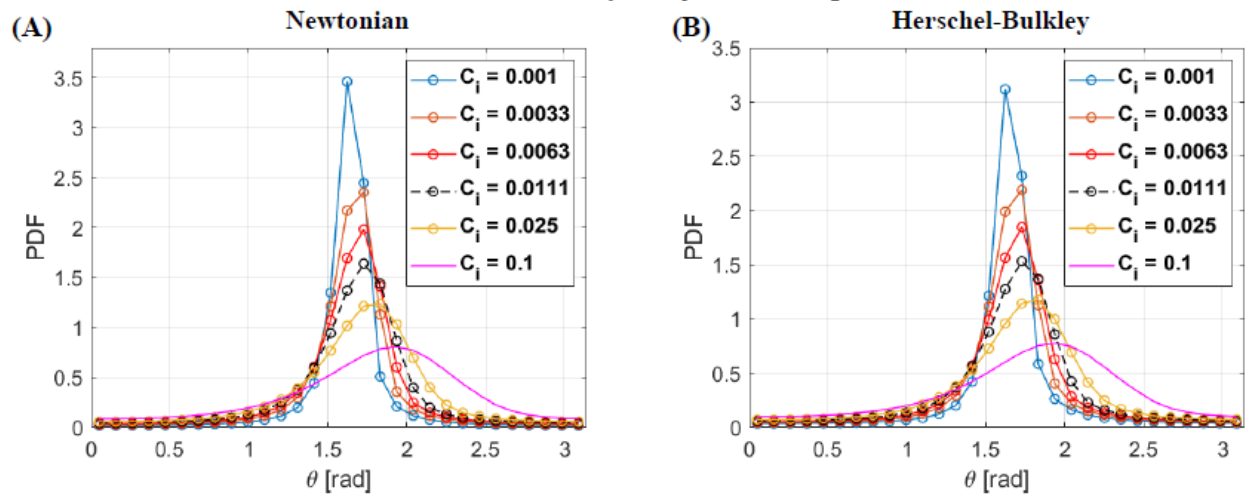 (A)
Newtonian
3.5
3
2.5
2
1.5
1
0.5
0
PDF
0
0.5
1
1.5
2
2.5
3
θ [rad]
C_i = 0.001
C_i = 0.0033
C_i = 0.0063
C_i = 0.0111
C_i = 0.025
C_i = 0.1
(B)
Herschel-Bulkley
3.5
3
2.5
2
1.5
1
0.5
0
PDF
0
0.5
1
1.5
2
2.5
3
θ [rad]
C_i = 0.001
C_i = 0.0033
C_i = 0.0063
C_i = 0.0111
C_i = 0.025
C_i = 0.1